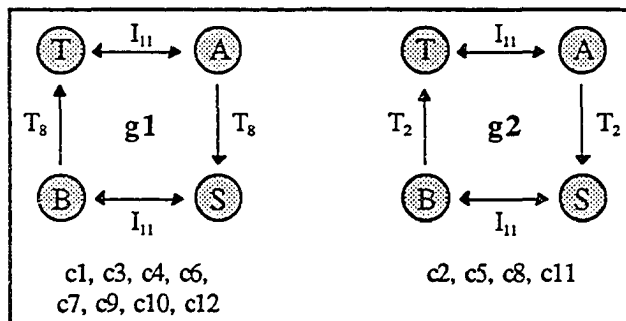 T I₁₁ A
T₈ g1 T₈
B I₁₁ S
c1, c3, c4, c6,
c7, c9, c10, c12
T I₁₁ A
T₂ g2 T₂
B I₁₁ S
c2, c5, c8, c11